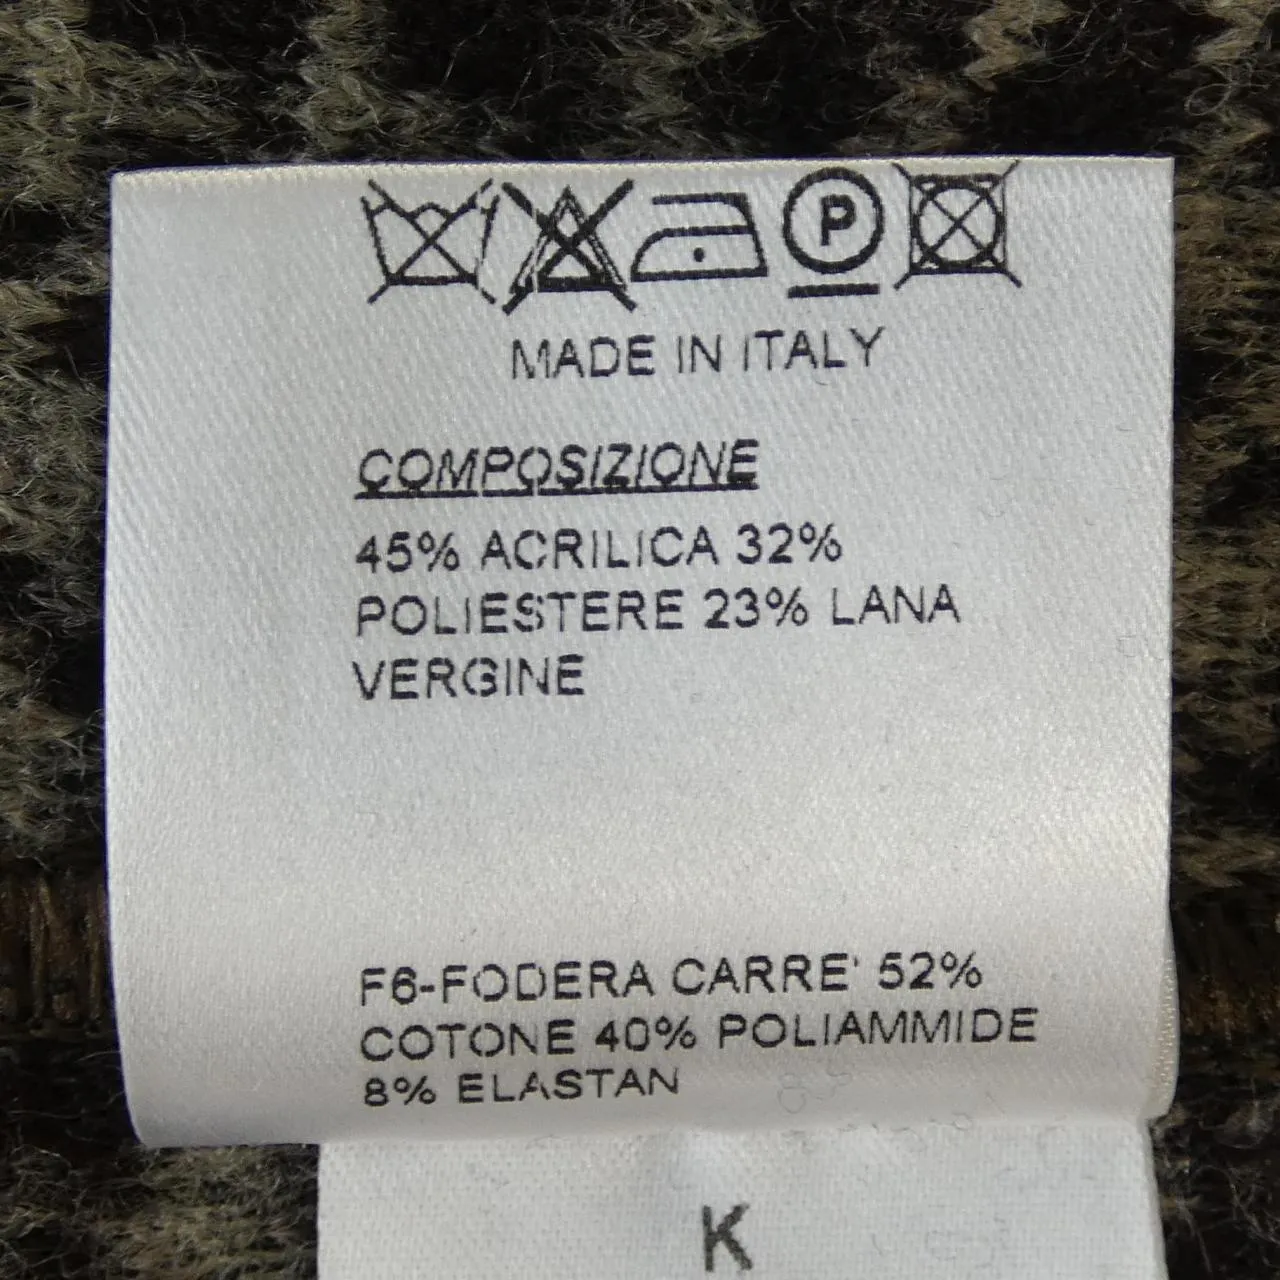 P
MADE IN ITALY
COMPOSIZIONE
45% ACRILICA 32%
POLIESTERE 23% LANA
VERGINE
F6-FODERA CARRE' 52%
COTONE 40% POLIAMMIDE
8% ELASTAN
K